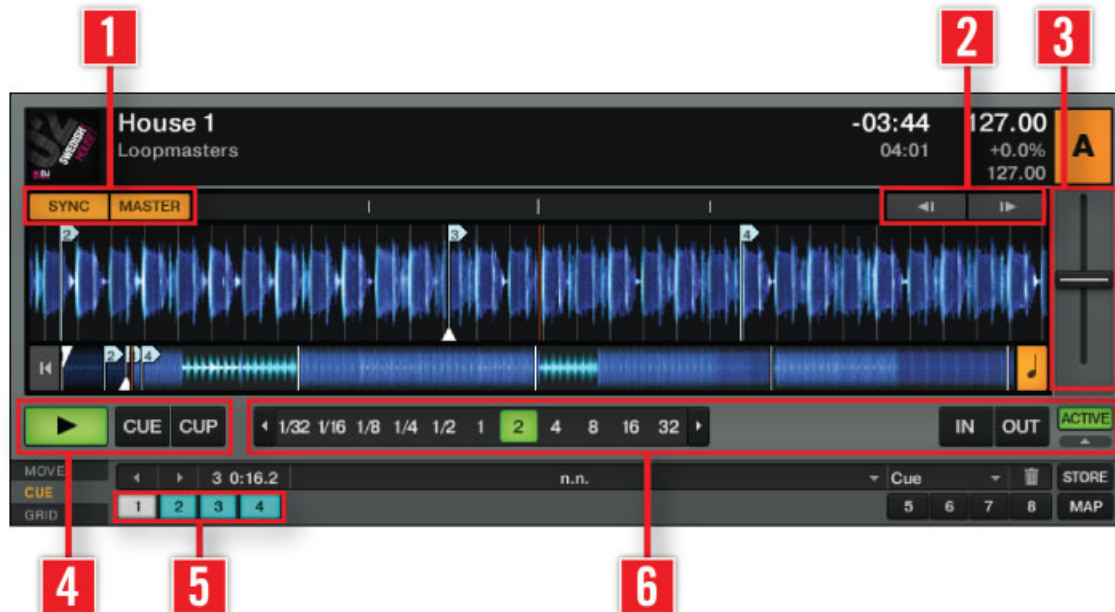 1 2 3
House 1 -03:44 127.00 A
Loopmasters 04:01 +0.0%
127.00
SWEDISH HOUSE
DJ
SYNC MASTER
2 3 4
2 3 4
CUE CUP 1/32 1/16 1/8 1/4 1/2 1 2 4 8 16 32 IN OUT ACTIVE
MOVE 3 0:16.2 n.n. Cue STORE
CUE
GRID 1 2 3 4 5 6 7 8 MAP
4 5 6